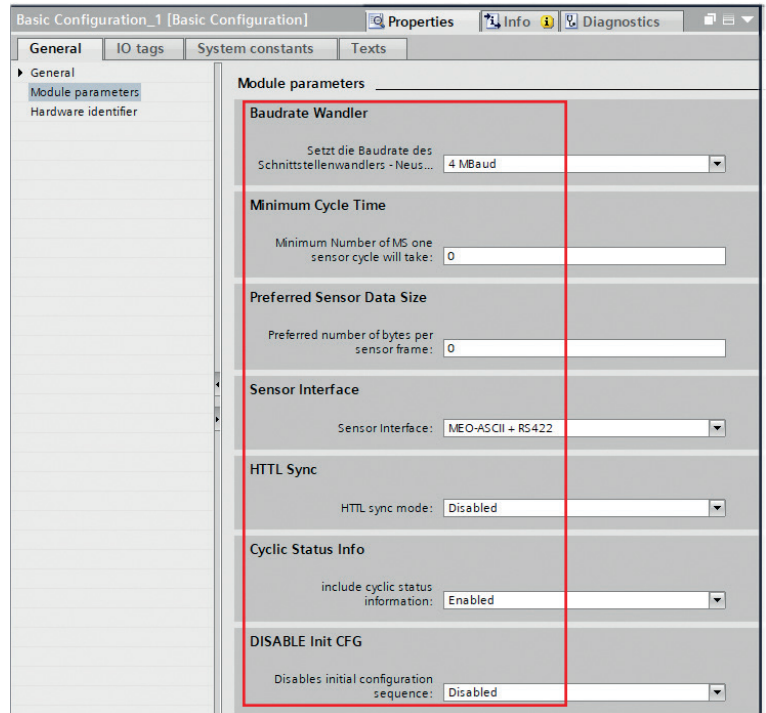 Basic Configuration_1 [Basic Configuration]
Properties
Info
Diagnostics
General
IO tags
System constants
Texts
General
Module parameters
Hardware identifier
Module parameters
Baudrate Wandler
Setzt die Baudrate des
Schnittstellenwandlers - Neus...
4 MBaud
Minimum Cycle Time
Minimum Number of MS one
sensor cycle will take:
0
Preferred Sensor Data Size
Preferred number of bytes per
sensor frame:
0
Sensor Interface
Sensor Interface:
MEO-ASCII + RS422
HTTL Sync
HTTL sync mode:
Disabled
Cyclic Status Info
include cyclic status
information:
Enabled
DISABLE Init CFG
Disables initial configuration
sequence:
Disabled